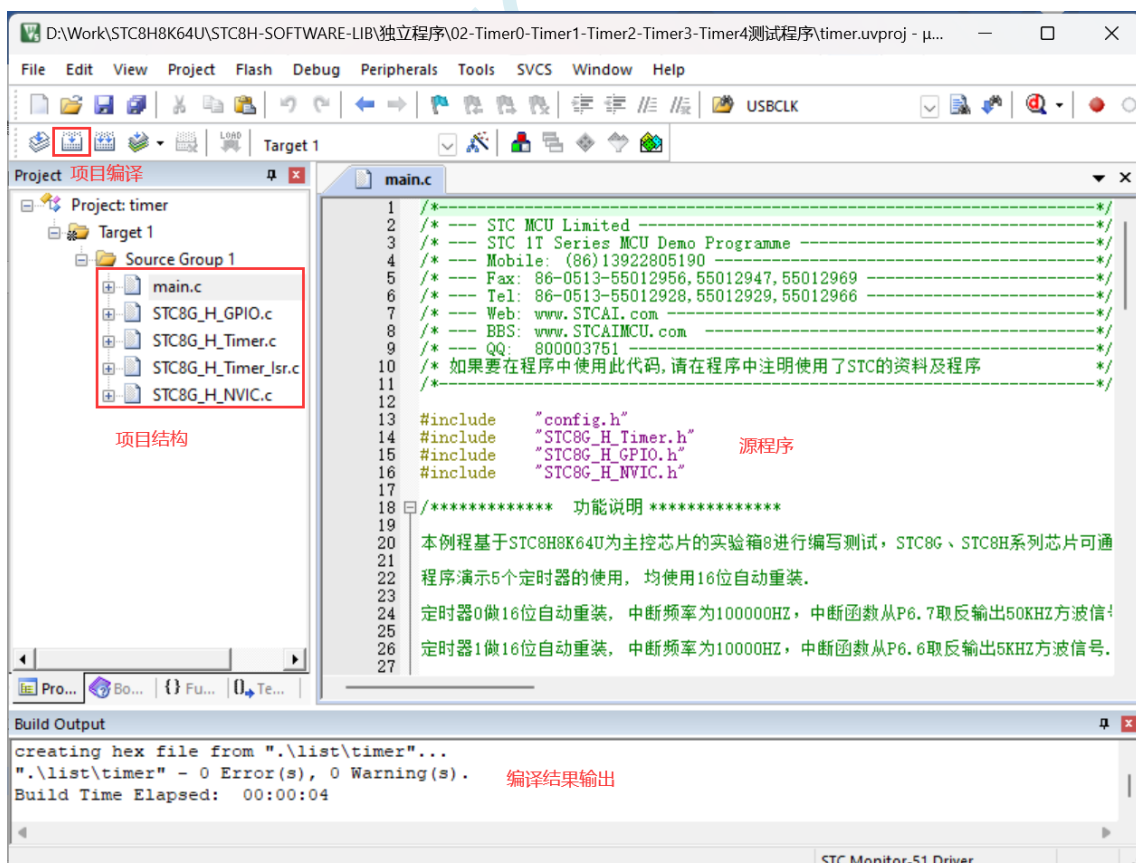 D:\Work\STC8H8K64U\STC8H-SOFTWARE-LIB\独立程序\02-Timer0-Timer1-Timer2-Timer3-Timer4测试程序\timer.uvproj - µ...
File Edit View Project Flash Debug Peripherals Tools SVCS Window Help
USBCLK
LOAD
Target 1
Project 项目编译
main.c
Project: timer
Target 1
Source Group 1
main.c
STC8G_H_GPIO.c
STC8G_H_Timer.c
STC8G_H_Timer_Isr.c
STC8G_H_NVIC.c
项目结构
1 /*---------------------------------------------------------------------*/
2 /* --- STC MCU Limited ------------------------------------------------*/
3 /* --- STC 1T Series MCU Demo Programme -------------------------------*/
4 /* --- Mobile: (86)13922805190 ----------------------------------------*/
5 /* --- Fax: 86-0513-55012956,55012947,55012969 ------------------------*/
6 /* --- Tel: 86-0513-55012928,55012929,55012966 ------------------------*/
7 /* --- Web: www.STCAI.com ---------------------------------------------*/
8 /* --- BBS: www.STCAIMCU.com -----------------------------------------*/
9 /* --- QQ: 800003751 -------------------------------------------------*/
10 /* 如果要在程序中使用此代码,请在程序中注明使用了STC的资料及程序 */
11 /*---------------------------------------------------------------------*/
12
13 #include "config.h"
14 #include "STC8G_H_Timer.h"
15 #include "STC8G_H_GPIO.h"
16 #include "STC8G_H_NVIC.h"
源程序
17
18 /************* 功能说明 **************
19
20 本例程基于STC8H8K64U为主控芯片的实验箱8进行编写测试，STC8G、STC8H系列芯片可通
21
22 程序演示5个定时器的使用, 均使用16位自动重装.
23
24 定时器0做16位自动重装, 中断频率为100000HZ，中断函数从P6.7取反输出50KHZ方波信号
25
26 定时器1做16位自动重装, 中断频率为10000HZ，中断函数从P6.6取反输出5KHZ方波信号.
27
Pro... Bo... {} Fu... 0 Te...
Build Output
creating hex file from ".\list\timer"...
".\list\timer" - 0 Error(s), 0 Warning(s).
Build Time Elapsed: 00:00:04
编译结果输出
STC Monitor-51 Driver